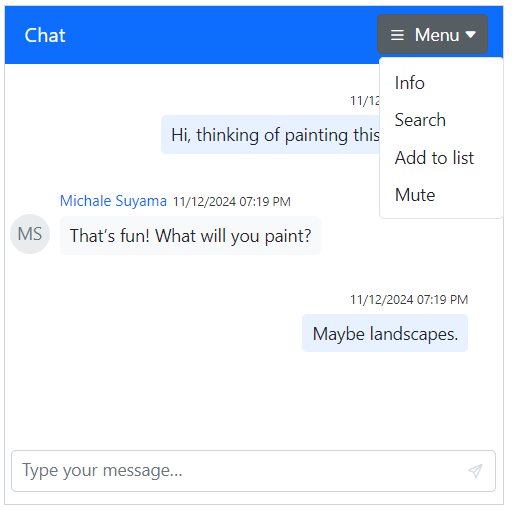 Chat
Menu
Info
Search
Add to list
Mute
11/12
Hi, thinking of painting this
Michale Suyama 11/12/2024 07:19 PM
MS
That's fun! What will you paint?
11/12/2024 07:19 PM
Maybe landscapes.
Type your message...